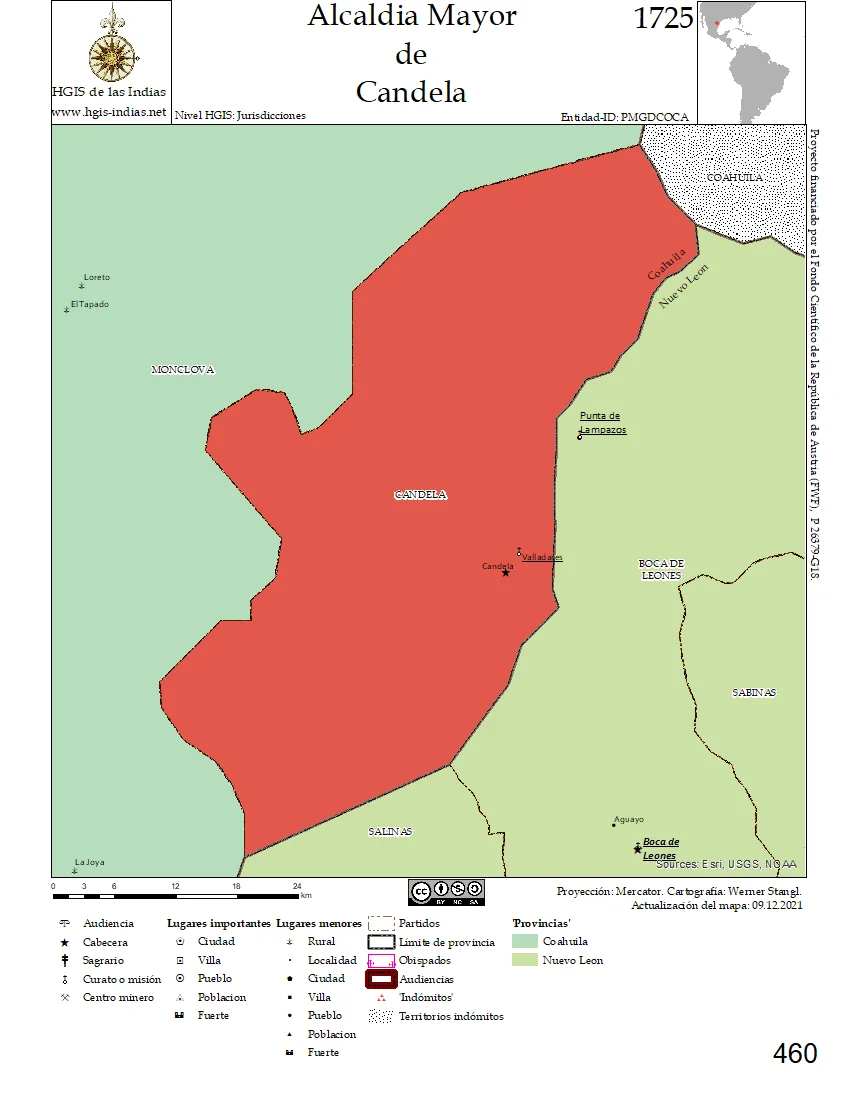 Alcaldia Mayor
de
Candela
1725
HGIS de las Indias
www.hgis-indias.net
Nivel HGIS: Jurisdicciones
Entidad-ID: PMGDCOCA
Proyecto financiado por el Fondo Científico de la República de Austria (FWF), P 26379-G18.
COAHUILA
Coahuila
Nuevo Leon
Loreto
El Tapado
MONCLOVA
Punta de
Lampazos
CANDELA
Valladares
Candela
BOCA DE
LEONES
SABINAS
SALINAS
Aguayo
Boca de
Leones
La Joya
Sources: Esri, USGS, NOAA
0 3 6 12 18 24
km
cc
BY NC SA
Proyección: Mercator. Cartografía: Werner Stangl.
Actualización del mapa: 09.12.2021
Audiencia
Cabecera
Sagrario
Curato o misión
Centro minero
Lugares importantes
Ciudad
Villa
Pueblo
Poblacion
Fuerte
Lugares menores
Rural
Localidad
Ciudad
Villa
Pueblo
Poblacion
Fuerte
Partidos
Límite de provincia
Obispados
Audiencias
'Indómitos'
Territorios indómitos
'Provincias'
Coahuila
Nuevo Leon
460